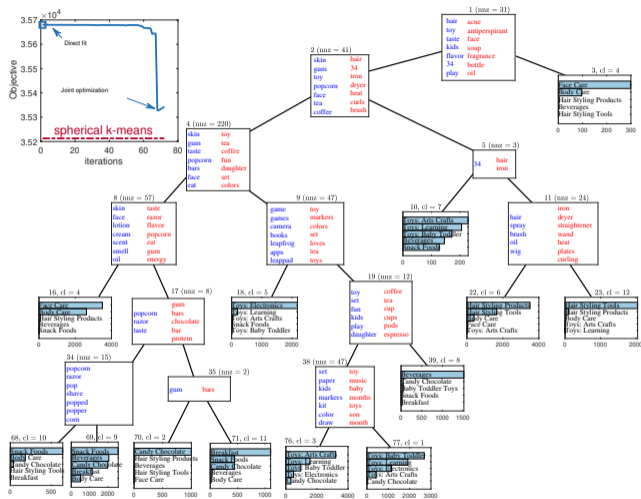 3.57
×10⁴
3.56
3.55
3.54
3.53
3.52
Objective
Direct fit
Joint optimization
spherical k-means
0
20
40
60
80
iterations
1 (nnz = 31)
hair acne
toy antiperspirant
taste face
kids soap
flavor fragrance
34 bottle
play oil
2 (nnz = 41)
skin hair
gum 34
toy iron
popcorn dryer
face heat
tea curls
coffee brush
3, cl = 4
Face Care
Body Care
Hair Styling Products
Beverages
Hair Styling Tools
0 100 200 300
4 (nnz = 220)
skin toy
gum tea
taste coffee
popcorn fun
bars daughter
face set
eat colors
5 (nnz = 3)
34 hair
iron
8 (nnz = 57)
skin taste
face razor
lotion flavor
cream popcorn
scent eat
smell gum
oil energy
9 (nnz = 47)
game toy
games markers
camera colors
books set
leapfrog loves
apps tea
leappad toys
10, cl = 7
Toys: Arts Crafts
Toys: Learning
Toys: Baby Toddler
Beverages
Snack Foods
0 100 200
11 (nnz = 24)
iron
hair dryer
spray straightener
brush wand
oil heat
wig plates
curling
16, cl = 4
Face Care
Body Care
Hair Styling Products
Beverages
Snack Foods
0 2000 4000
17 (nnz = 8)
gum
popcorn bars
razor chocolate
taste bar
protein
18, cl = 5
Toys: Electronics
Toys: Learning
Toys: Arts Crafts
Snack Foods
Toys: Baby Toddler
0 2000
19 (nnz = 12)
toy coffee
set tea
fun cup
kids cups
play pods
daughter espresso
22, cl = 6
Hair Styling Products
Hair Styling Tools
Body Care
Face Care
Toys: Arts Crafts
0 2000 4000
23, cl = 12
Hair Styling Tools
Hair Styling Products
Body Care
Toys: Arts Crafts
Toys: Learning
0 1000 2000
34 (nnz = 15)
popcorn
razor
pop
shave
popped
popper
corn
35 (nnz = 2)
gum bars
38 (nnz = 47)
set toy
paper music
kids baby
markers months
kit toys
color son
draw month
39, cl = 8
Beverages
Candy Chocolate
Baby Toddler Toys
Snack Foods
Breakfast
0 500 1000 1500
68, cl = 10
Snack Foods
Body Care
Candy Chocolate
Hair Styling Tools
Face Care
0 500
69, cl = 9
Snack Foods
Beverages
Candy Chocolate
Breakfast
Body Care
0 1000 2000
70, cl = 2
Candy Chocolate
Hair Styling Products
Beverages
Hair Styling Tools
Face Care
0 500 1000
71, cl = 11
Breakfast
Snack Foods
Candy Chocolate
Beverages
Body Care
0 500 1000
76, cl = 3
Toys: Arts Crafts
Toys: Learning
Toys: Baby Toddler
Toys: Electronics
Candy Chocolate
0 2000 4000
77, cl = 1
Toys: Baby Toddler
Toys: Learning
Toys: Electronics
Toys: Arts Crafts
Candy Chocolate
0 1000 2000 3000